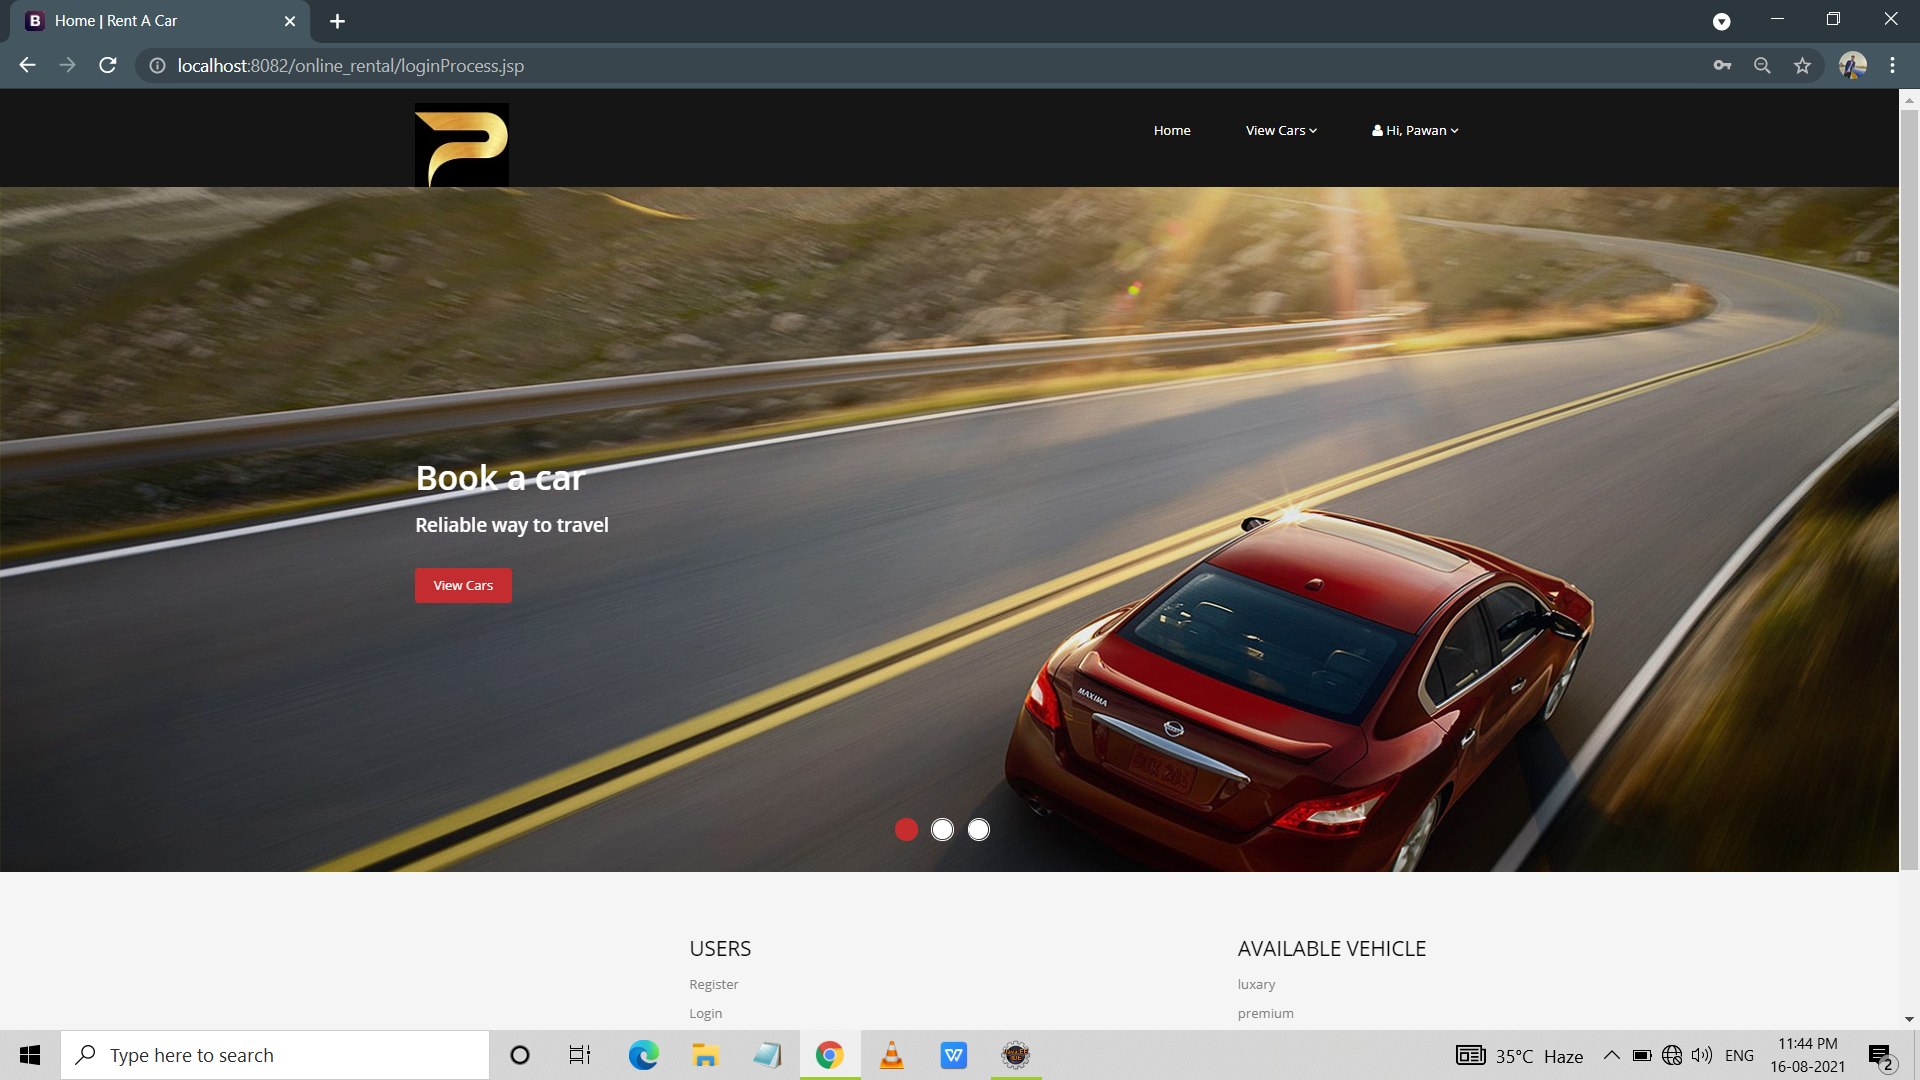 Home | Rent A Car
localhost:8082/online_rental/loginProcess.jsp
Home
View Cars
Hi, Pawan
Book a car
Reliable way to travel
View Cars
MAXIMA
USERS
Register
Login
AVAILABLE VEHICLE
luxary
premium
Type here to search
35°C Haze
ENG
11:44 PM
16-08-2021
2